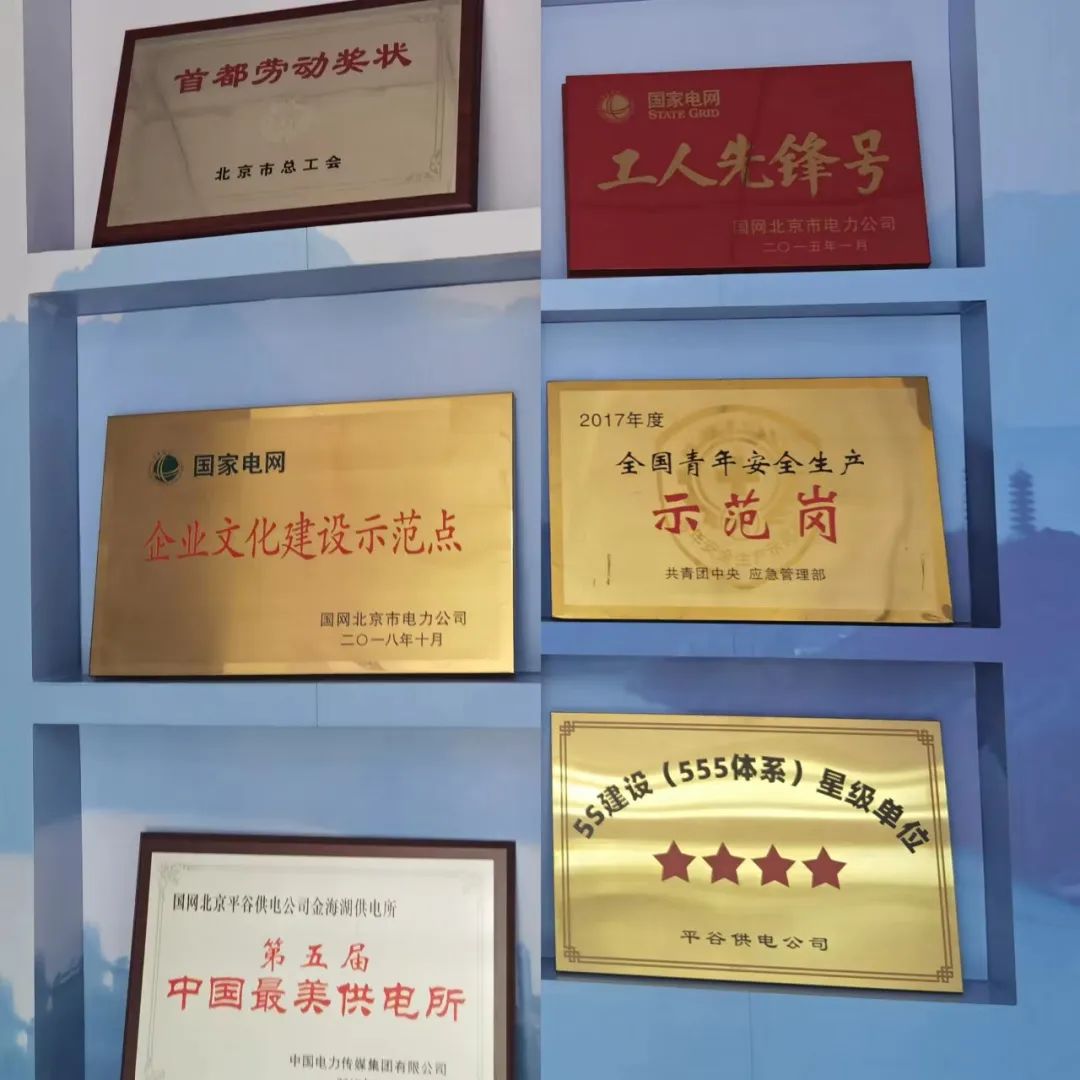 首都劳动奖状
北京市总工会
国家电网
STATE GRID
工人先锋号
国网北京市电力公司
二〇一五年一月
国家电网
企业文化建设示范点
国网北京市电力公司
二〇一八年十月
2017年度
全国青年安全生产
示范岗
共青团中央 应急管理部
国网北京平谷供电公司金海湖供电所
第五届
中国最美供电所
中国电力传媒集团有限公司
5S建设（555体系）星级单位
平谷供电公司